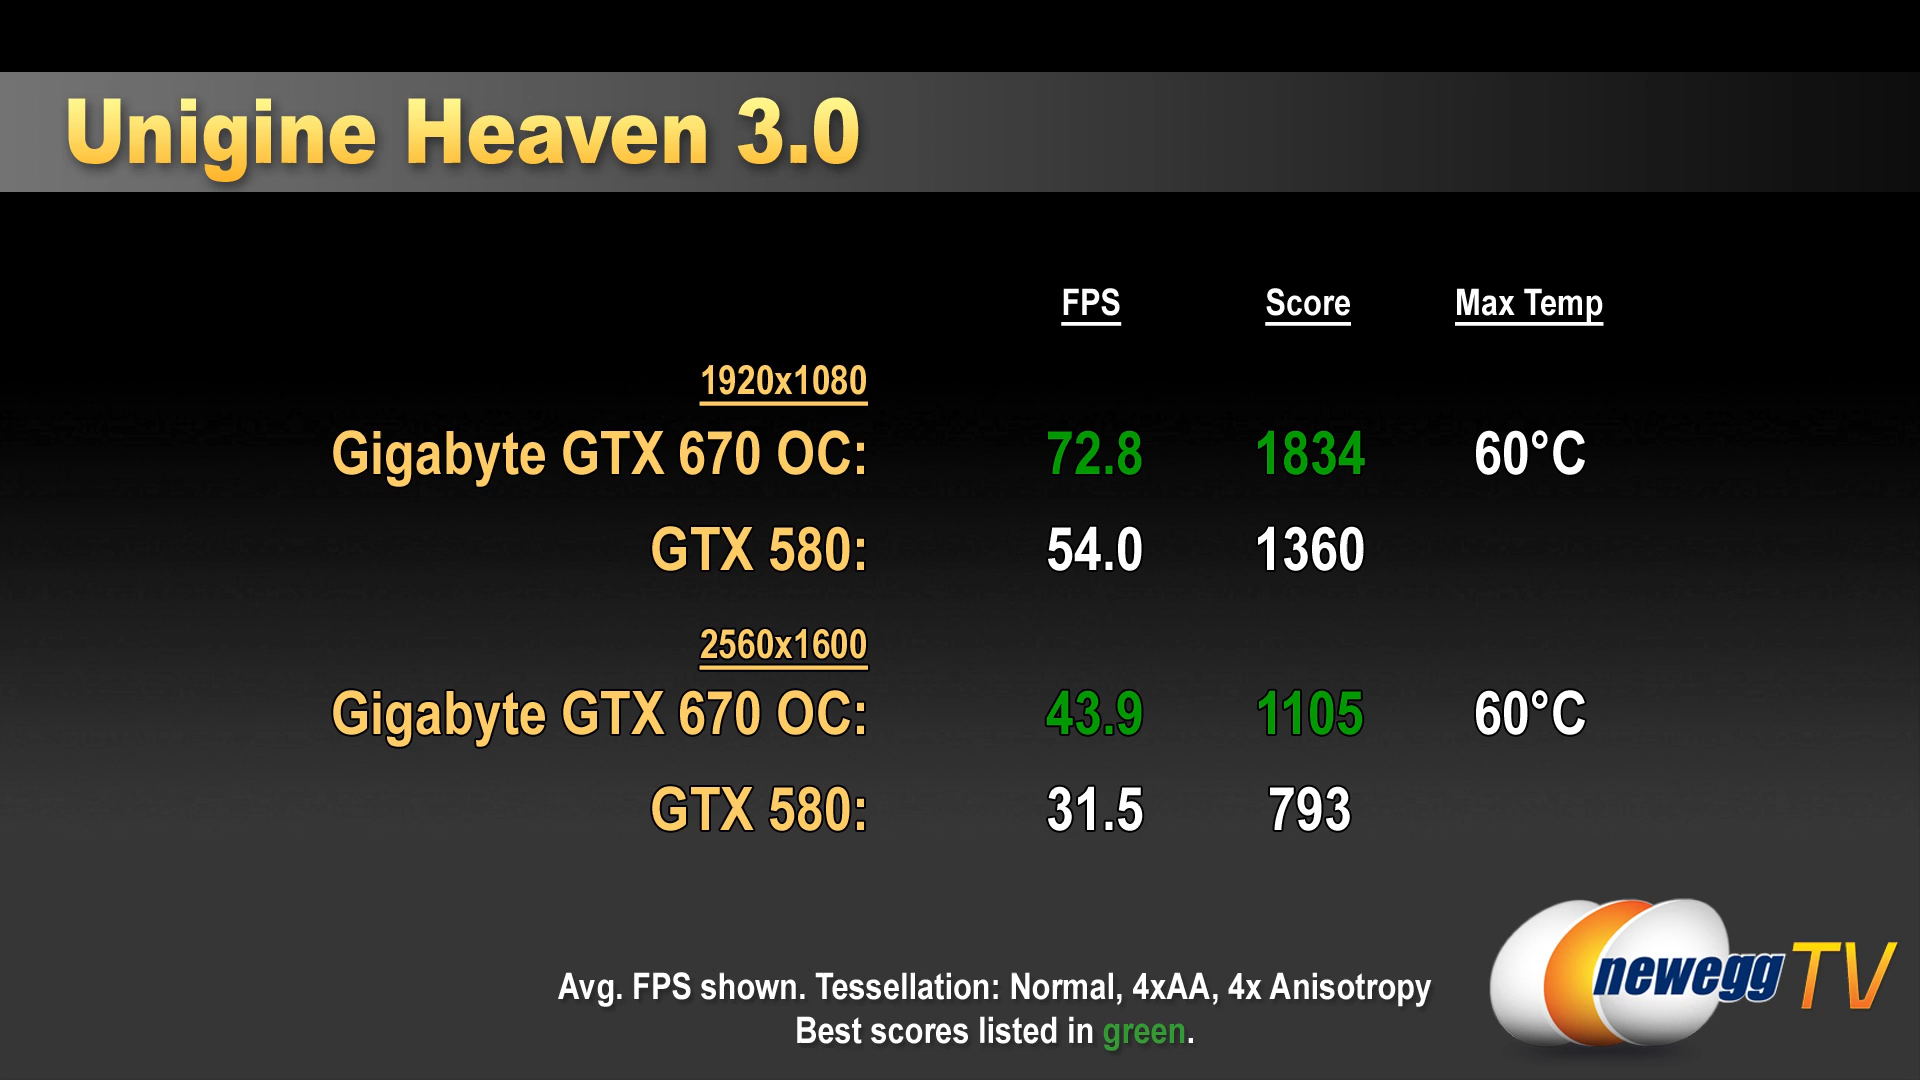 Unigine Heaven 3.0
FPS Score Max Temp
1920x1080
Gigabyte GTX 670 OC: 72.8 1834 60°C
GTX 580: 54.0 1360
2560x1600
Gigabyte GTX 670 OC: 43.9 1105 60°C
GTX 580: 31.5 793
Avg. FPS shown. Tessellation: Normal, 4xAA, 4x Anisotropy
Best scores listed in green.
newegg TV